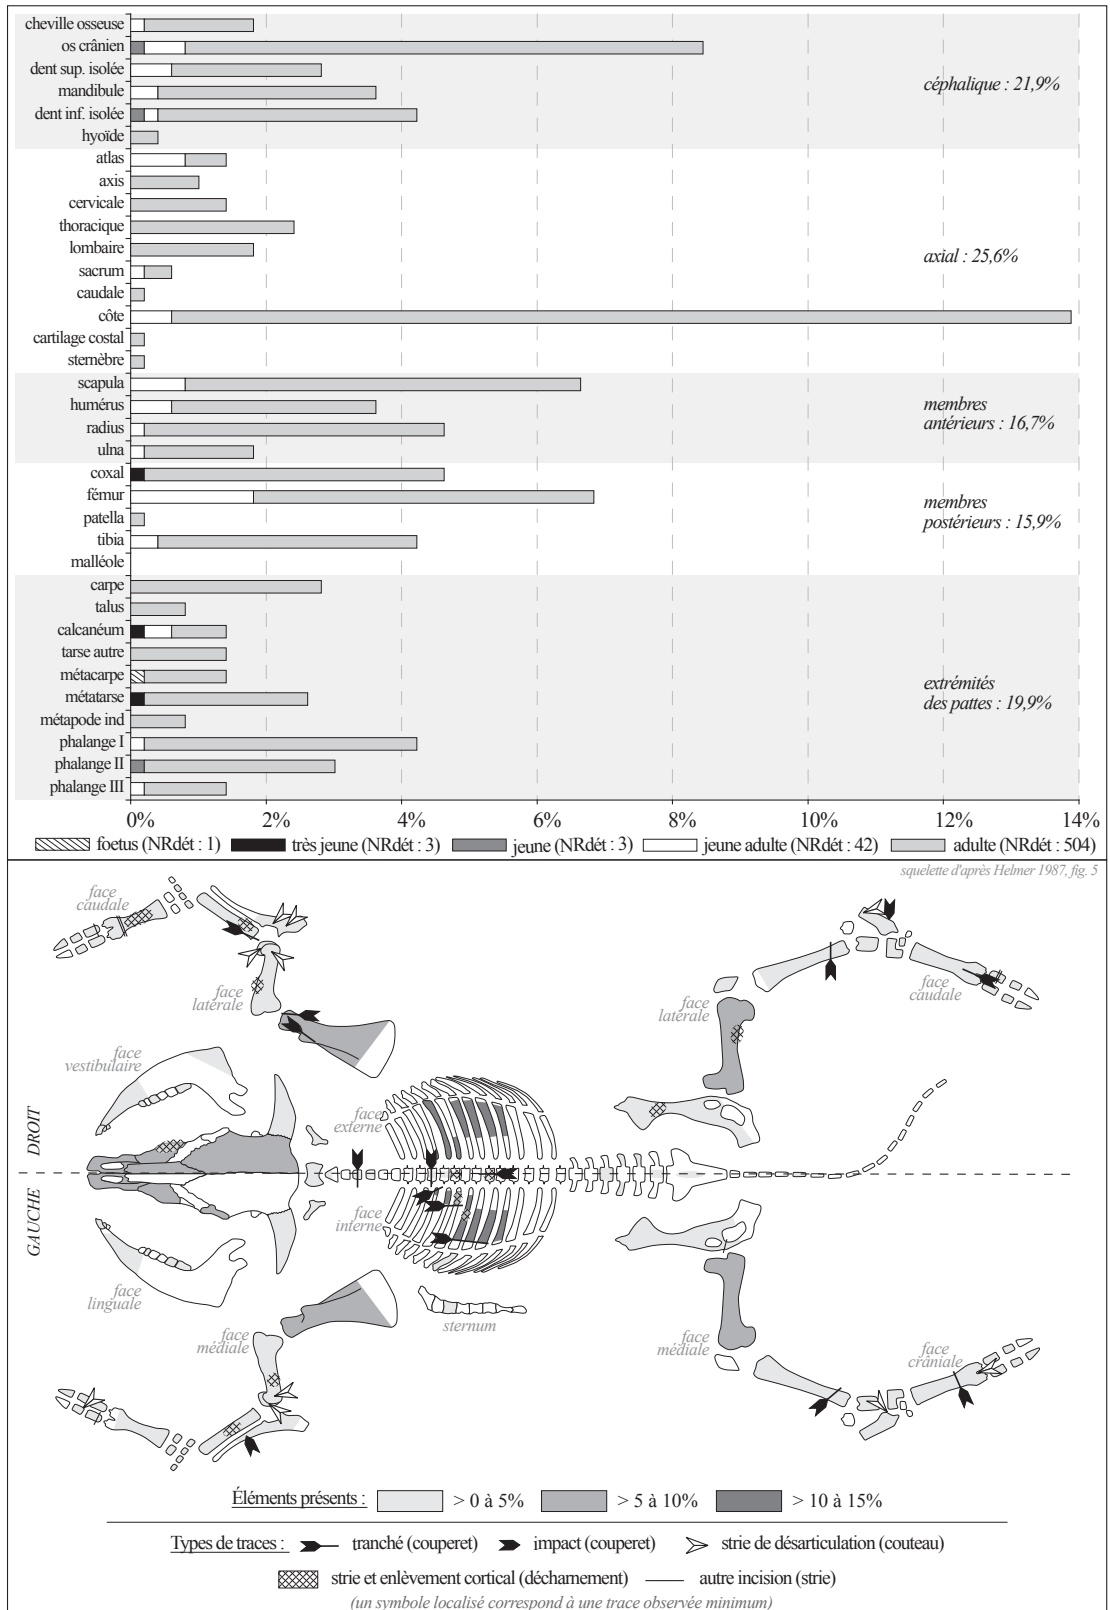 cheville osseuse
os crânien
dent sup. isolée
mandibule
dent inf. isolée
hyoïde
céphalique : 21,9%
atlas
axis
cervicale
thoracique
lombaire
sacrum
caudale
côte
cartilage costal
sternèbre
axial : 25,6%
scapula
humérus
radius
ulna
membres
antérieurs : 16,7%
coxal
fémur
patella
tibia
malléole
membres
postérieurs : 15,9%
carpe
talus
calcanéum
tarse autre
métacarpe
métatarse
métapode ind
phalange I
phalange II
phalange III
extrémités
des pattes : 19,9%
0% 2% 4% 6% 8% 10% 12% 14%
foetus (NRdét : 1) très jeune (NRdét : 3) jeune (NRdét : 3) jeune adulte (NRdét : 42) adulte (NRdét : 504)
squelette d'après Helmer 1987, fig. 5
face
caudale
face
latérale
face
vestibulaire
face
externe
face
latérale
face
caudale
DROIT
GAUCHE
face
interne
face
linguale
face
médiale
sternum
face
médiale
face
crâniale
Éléments présents : > 0 à 5% > 5 à 10% > 10 à 15%
Types de traces : tranché (couperet) impact (couperet) strie de désarticulation (couteau)
strie et enlèvement cortical (décharnement) autre incision (strie)
(un symbole localisé correspond à une trace observée minimum)